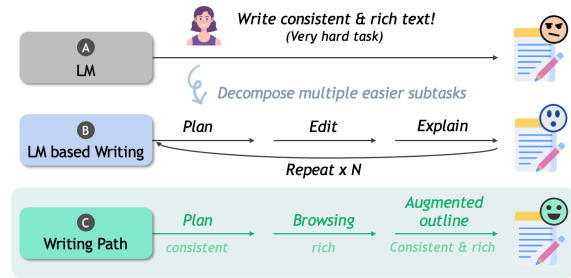 Write consistent & rich text!
(Very hard task)
A
LM
Decompose multiple easier subtasks
B
LM based Writing
Plan
Edit
Explain
Repeat x N
C
Writing Path
Plan
consistent
Browsing
rich
Augmented
outline
Consistent & rich